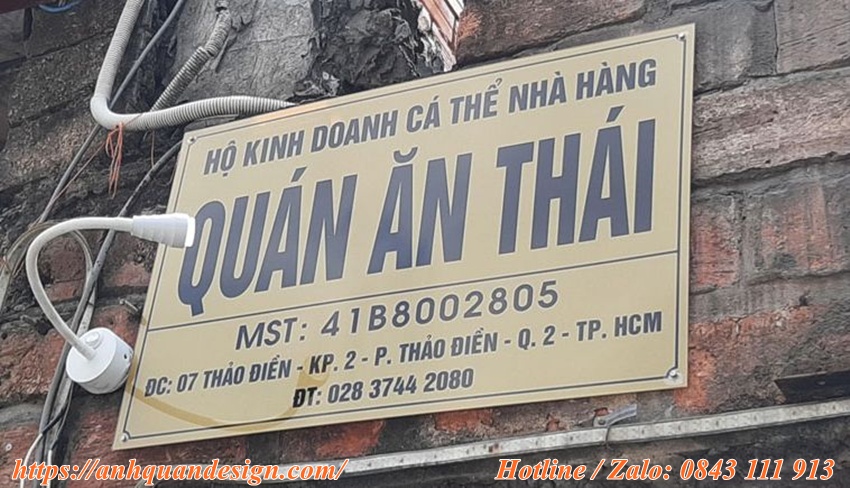 HỘ KINH DOANH CÁ THỂ NHÀ HÀNG
QUÁN ĂN THÁI
MST: 41B8002805
ĐC: 07 THẢO ĐIỀN - KP. 2 - P. THẢO ĐIỀN - Q. 2 - TP. HCM
ĐT: 028 3744 2080
https://anhquandesign.com/
Hotline / Zalo: 0843 111 913